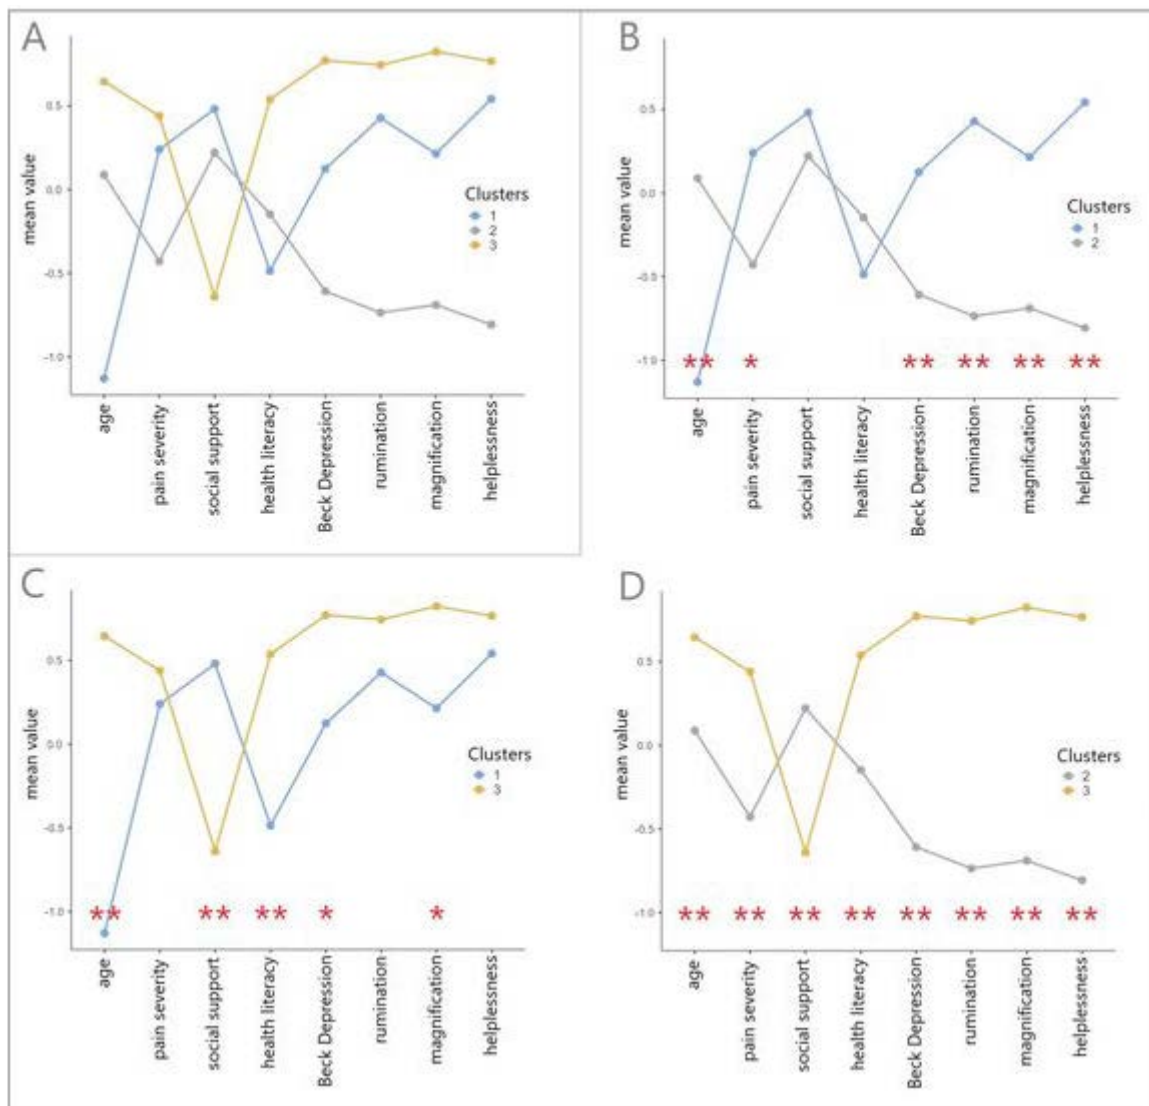 A
mean value
0.5
0.0
-0.5
-1.0
Clusters
1
2
3
age
pain severity
social support
health literacy
Beck Depression
rumination
magnification
helplessness
B
mean value
0.5
0.0
-0.5
-1.0
Clusters
1
2
** * ** ** ** **
age
pain severity
social support
health literacy
Beck Depression
rumination
magnification
helplessness
C
mean value
0.5
0.0
-0.5
-1.0
Clusters
1
3
** ** ** * *
age
pain severity
social support
health literacy
Beck Depression
rumination
magnification
helplessness
D
mean value
0.5
0.0
-0.5
-1.0
Clusters
2
3
** ** ** ** ** ** ** **
age
pain severity
social support
health literacy
Beck Depression
rumination
magnification
helplessness